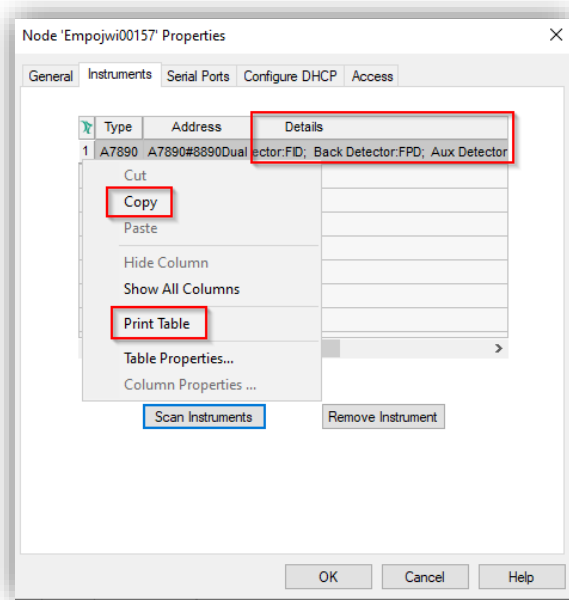 Node 'Empojwi00157' Properties
General Instruments Serial Ports Configure DHCP Access
Type Address Details
1 A7890 A7890#8890Dual ector:FID; Back Detector:FPD; Aux Detector
Cut
Copy
Paste
Hide Column
Show All Columns
Print Table
Table Properties...
Column Properties ...
Scan Instruments Remove Instrument
OK Cancel Help